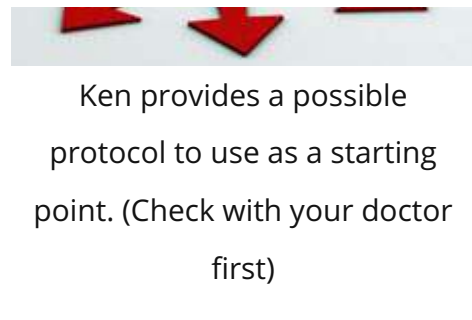 Ken provides a possible
protocol to use as a starting
point. (Check with your doctor
first)